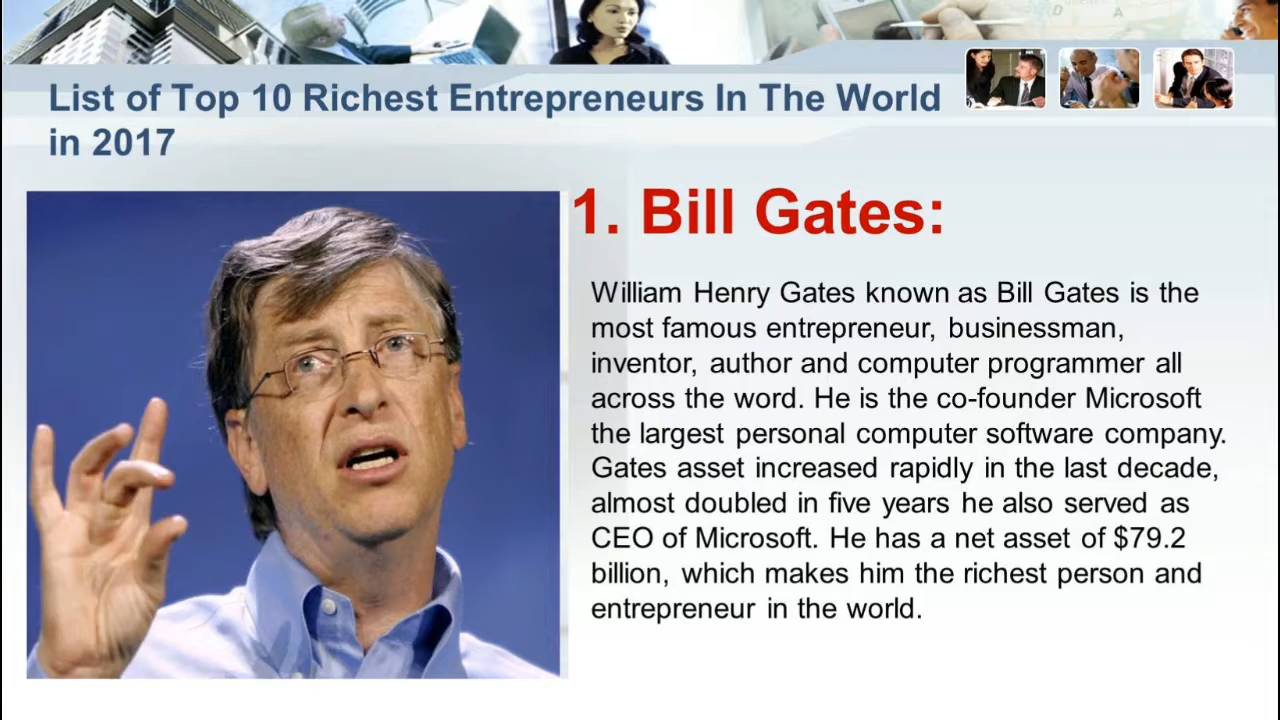 List of Top 10 Richest Entrepreneurs In The World
in 2017
1. Bill Gates:
William Henry Gates known as Bill Gates is the
most famous entrepreneur, businessman,
inventor, author and computer programmer all
across the word. He is the co-founder Microsoft
the largest personal computer software company.
Gates asset increased rapidly in the last decade,
almost doubled in five years he also served as
CEO of Microsoft. He has a net asset of $79.2
billion, which makes him the richest person and
entrepreneur in the world.